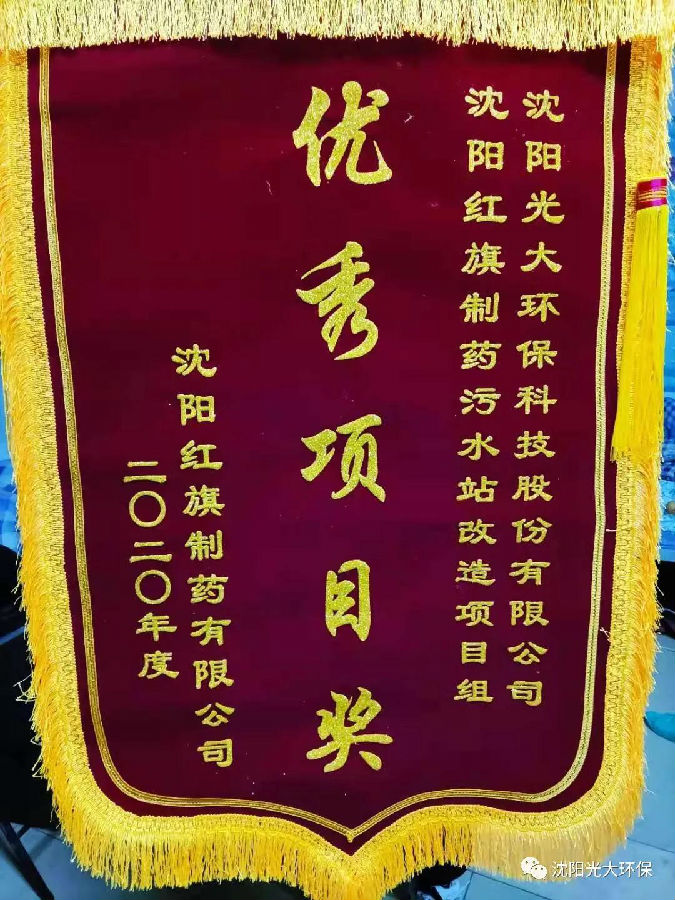 沈阳光大环保科技股份有限公司
沈阳红旗制药污水站改造项目组
优秀项目奖
沈阳红旗制药有限公司
二〇二〇年度
沈阳光大环保